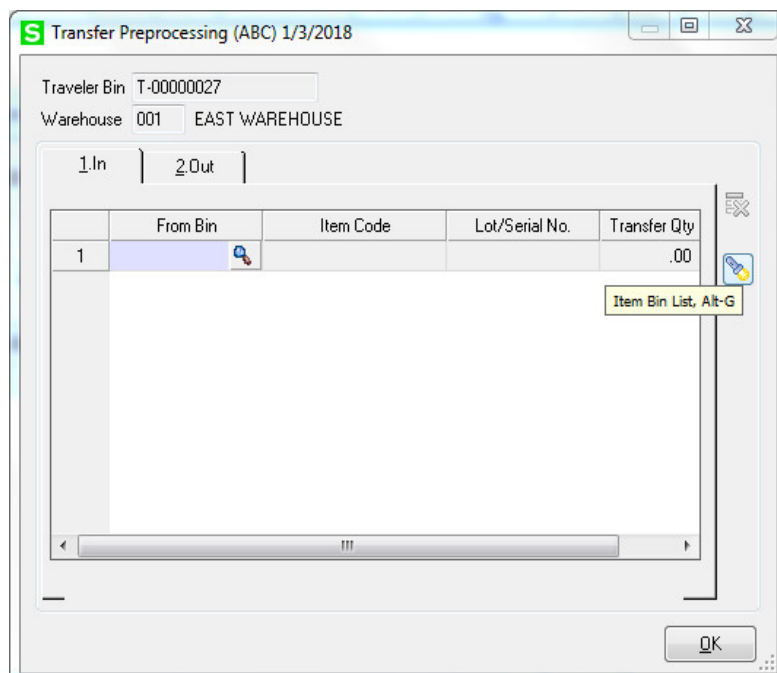 S Transfer Preprocessing (ABC) 1/3/2018
Traveler Bin T-00000027
Warehouse 001 EAST WAREHOUSE
1.In 2.Out
From Bin Item Code Lot/Serial No. Transfer Qty
1 .00
Item Bin List, Alt-G
OK